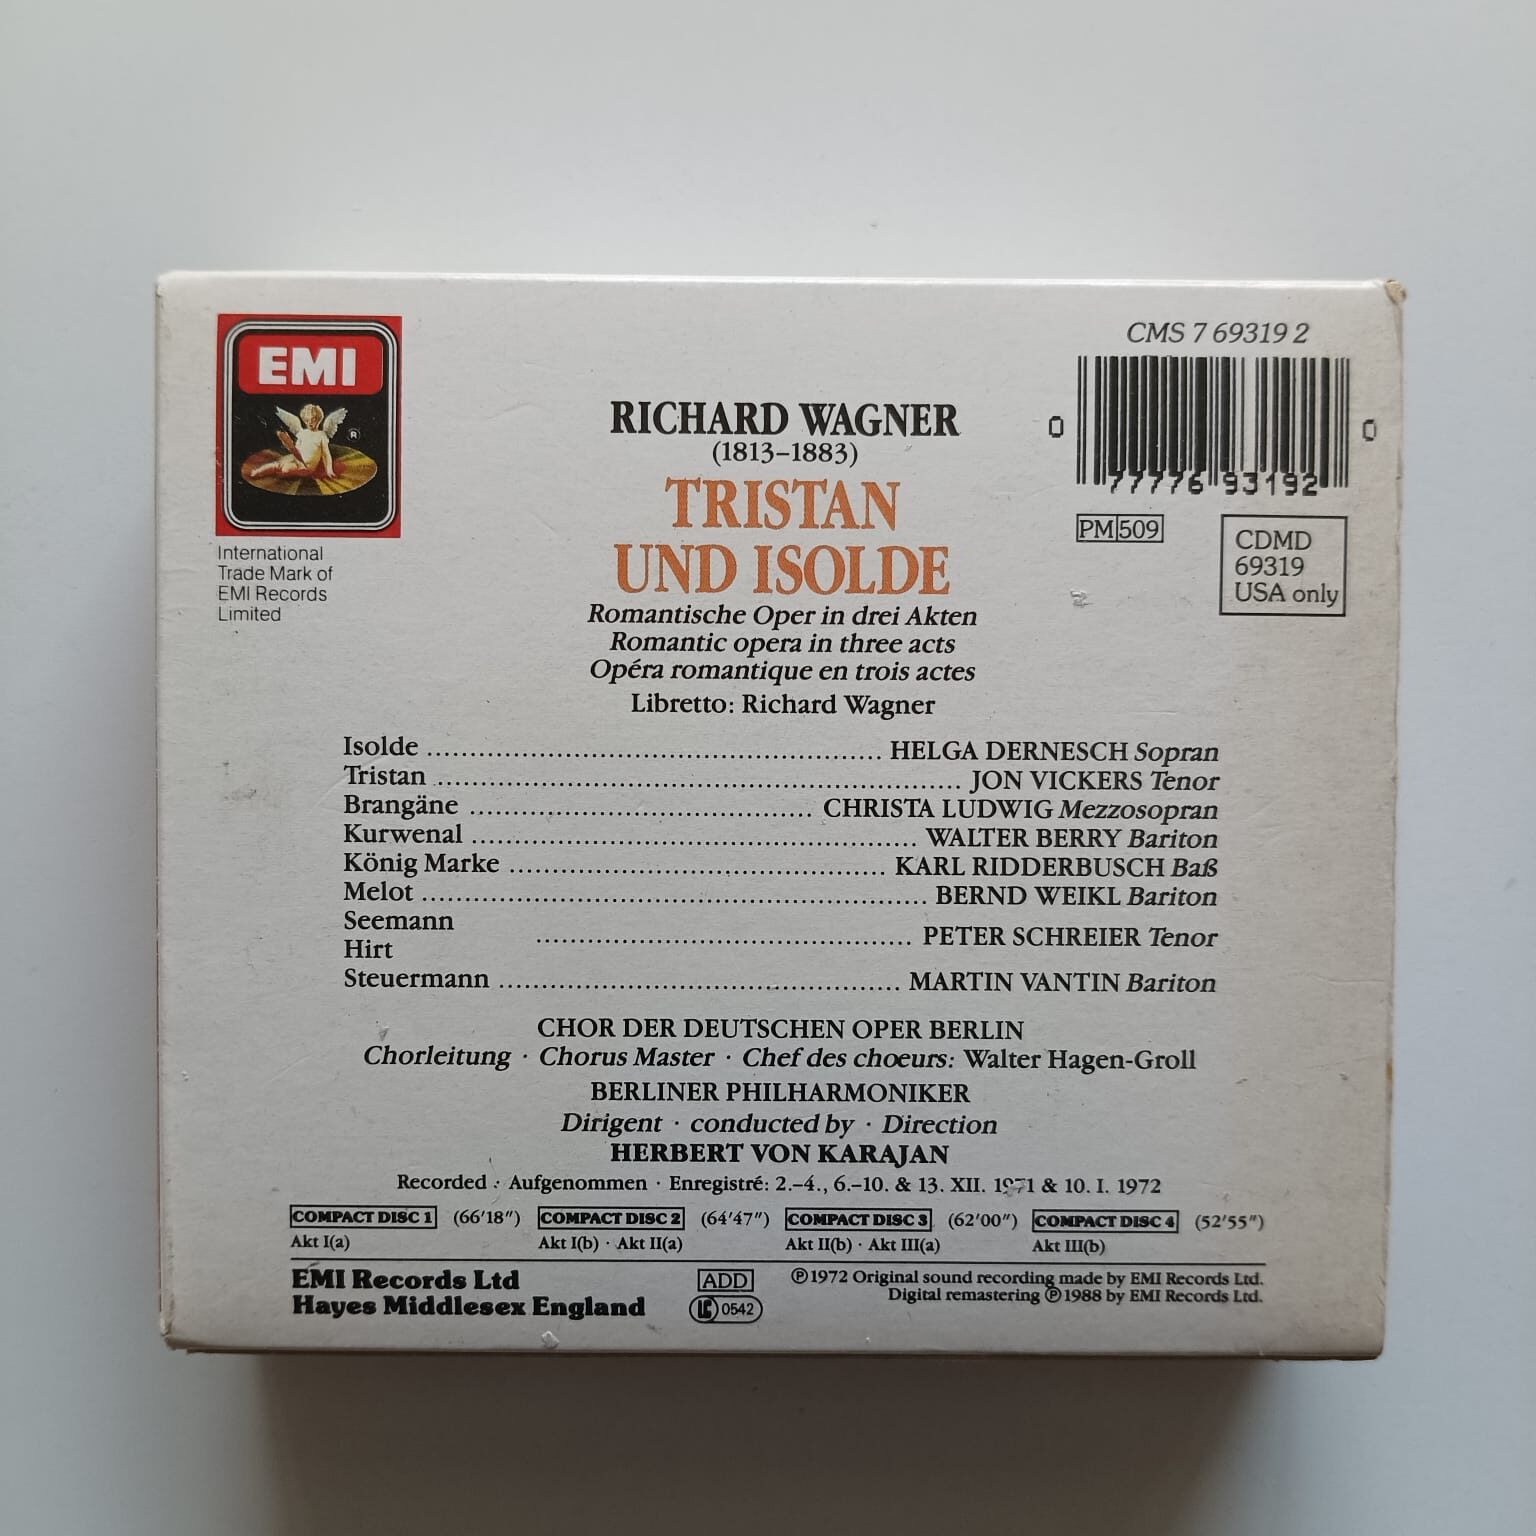 EMI
®
International
Trade Mark of
EMI Records
Limited
CMS 7 69319 2
0 77776 93192 0
PM 509
CDMD
69319
USA only
RICHARD WAGNER
(1813–1883)
TRISTAN
UND ISOLDE
Romantische Oper in drei Akten
Romantic opera in three acts
Opéra romantique en trois actes
Libretto: Richard Wagner
Isolde ........ HELGA DERNESCH Sopran
Tristan ........ JON VICKERS Tenor
Brangäne ........ CHRISTA LUDWIG Mezzosopran
Kurwenal ........ WALTER BERRY Bariton
König Marke ........ KARL RIDDERBUSCH Baß
Melot ........ BERND WEIKL Bariton
Seemann
Hirt ........ PETER SCHREIER Tenor
Steuermann ........ MARTIN VANTIN Bariton
CHOR DER DEUTSCHEN OPER BERLIN
Chorleitung · Chorus Master · Chef des chœurs: Walter Hagen-Groll
BERLINER PHILHARMONIKER
Dirigent · conducted by · Direction
HERBERT VON KARAJAN
Recorded · Aufgenommen · Enregistré: 2.–4., 6.–10. & 13. XII. 1971 & 10. I. 1972
COMPACT DISC 1 (66′18″) COMPACT DISC 2 (64′47″) COMPACT DISC 3 (62′00″) COMPACT DISC 4 (52′55″)
Akt I(a) Akt I(b) · Akt II(a) Akt II(b) · Akt III(a) Akt III(b)
EMI Records Ltd
Hayes Middlesex England
ADD
LC 0542
℗1972 Original sound recording made by EMI Records Ltd.
Digital remastering ℗1988 by EMI Records Ltd.